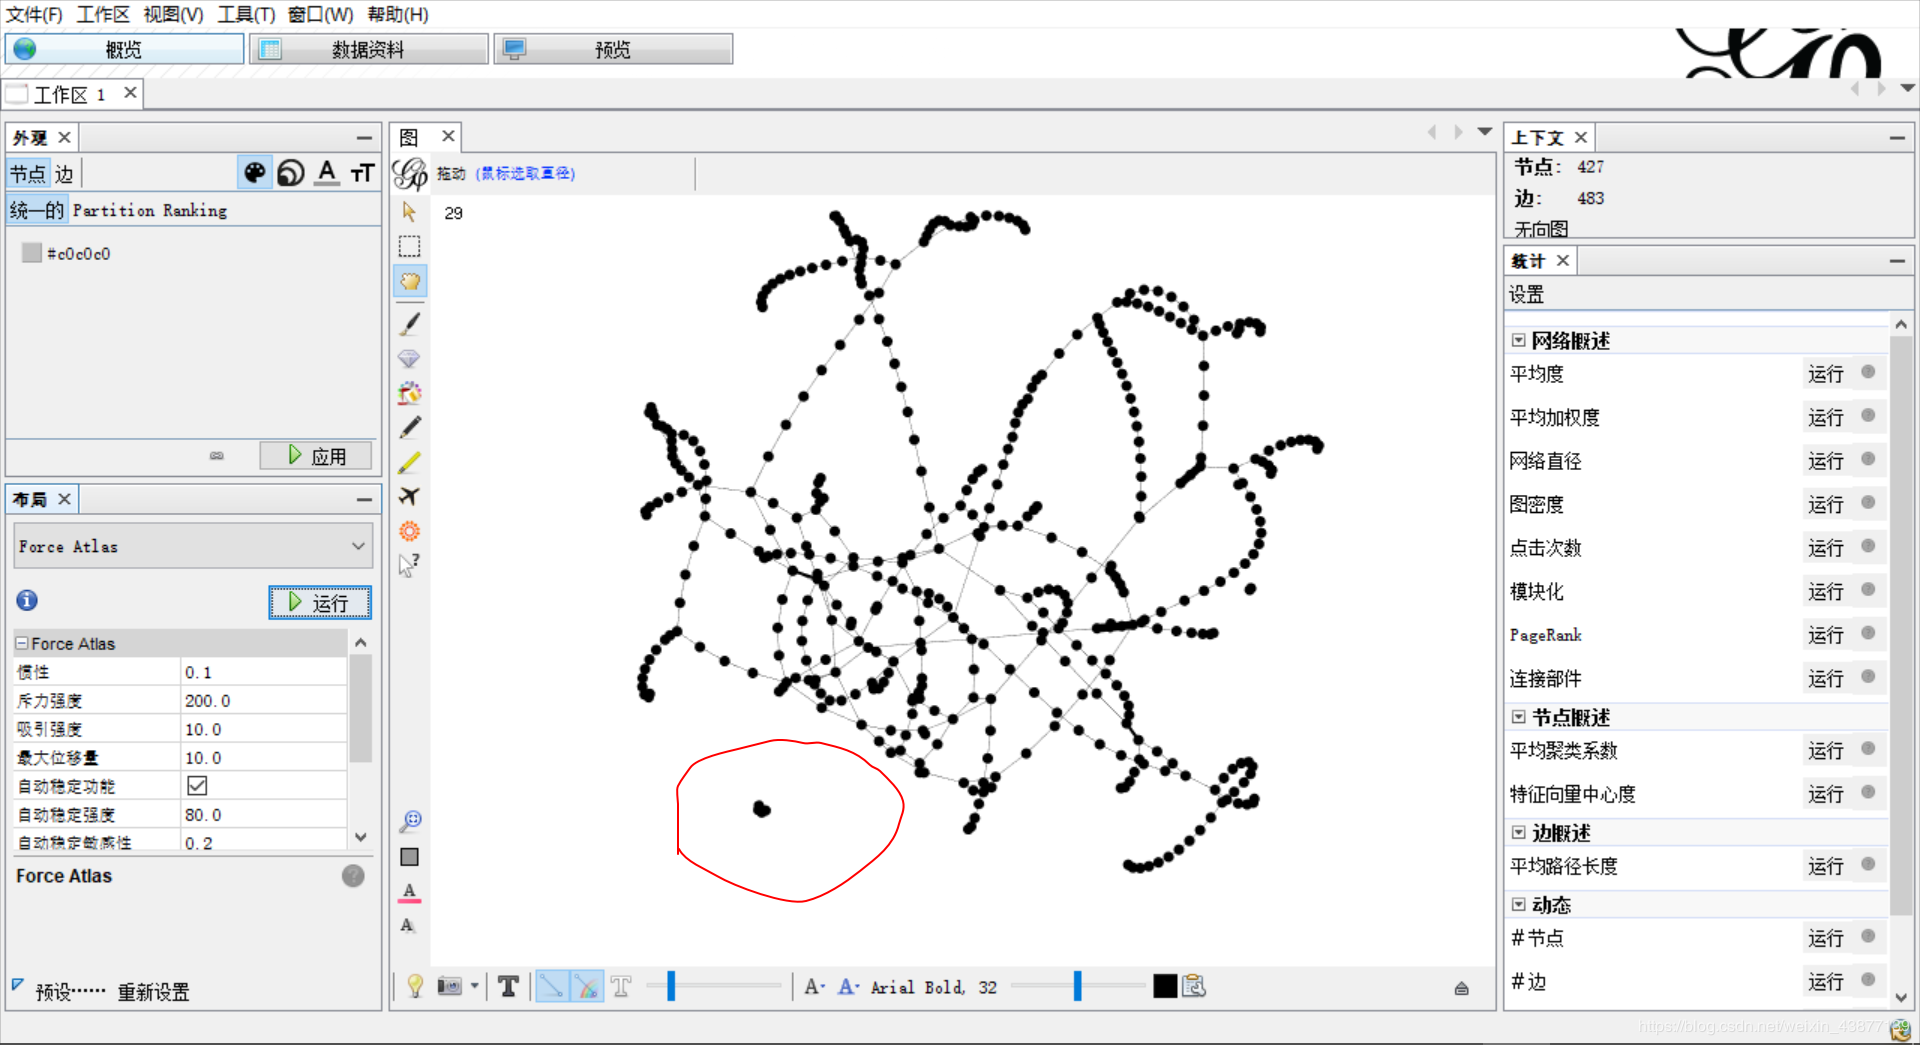 文件(F) 工作区 视图(V) 工具(T) 窗口(W) 帮助(H)
概览 数据资料 预览
工作区 1
外观
节点 边
统一的 Partition Ranking
#c0c0c0
应用
布局
Force Atlas
运行
Force Atlas
惯性 0.1
斥力强度 200.0
吸引强度 10.0
最大位移量 10.0
自动稳定功能
自动稳定强度 80.0
自动稳定敏感性 0.2
Force Atlas
预设…… 重新设置
图
拖动 (鼠标选取直径)
29
Arial Bold, 32
上下文
节点: 427
边: 483
无向图
统计
设置
网络概述
平均度 运行
平均加权度 运行
网络直径 运行
图密度 运行
点击次数 运行
模块化 运行
PageRank 运行
连接部件 运行
节点概述
平均聚类系数 运行
特征向量中心度 运行
边概述
平均路径长度 运行
动态
#节点 运行
#边 运行